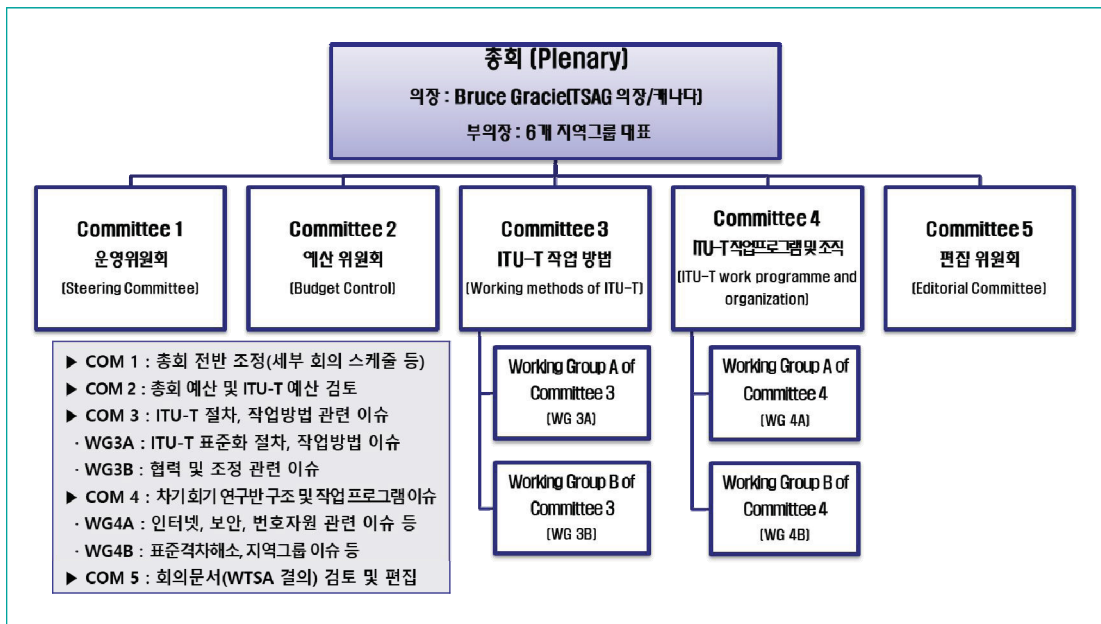 총회 (Plenary)
의장 : Bruce Gracie(TSAG 의장/캐나다)
부의장 : 6개 지역그룹 대표
Committee 1
운영위원회
(Steering Committee)
Committee 2
예산 위원회
(Budget Control)
Committee 3
ITU-T 작업 방법
(Working methods of ITU-T)
Committee 4
ITU-T 작업프로그램 및 조직
(ITU-T work programme and
organization)
Committee 5
편집 위원회
(Editorial Committee)
▶ COM 1 : 총회 전반 조정(세부 회의 스케줄 등)
▶ COM 2 : 총회 예산 및 ITU-T 예산 검토
▶ COM 3 : ITU-T 절차, 작업방법 관련 이슈
· WG3A : ITU-T 표준화 절차, 작업방법 이슈
· WG3B : 협력 및 조정 관련 이슈
▶ COM 4 : 차기 회기 연구반 구조 및 작업 프로그램 이슈
· WG4A : 인터넷, 보안, 번호자원 관련 이슈 등
· WG4B : 표준격차해소, 지역그룹 이슈 등
▶ COM 5 : 회의문서(WTSA 결의) 검토 및 편집
Working Group A of
Committee 3
(WG 3A)
Working Group B of
Committee 3
(WG 3B)
Working Group A of
Committee 4
(WG 4A)
Working Group B of
Committee 4
(WG 4B)